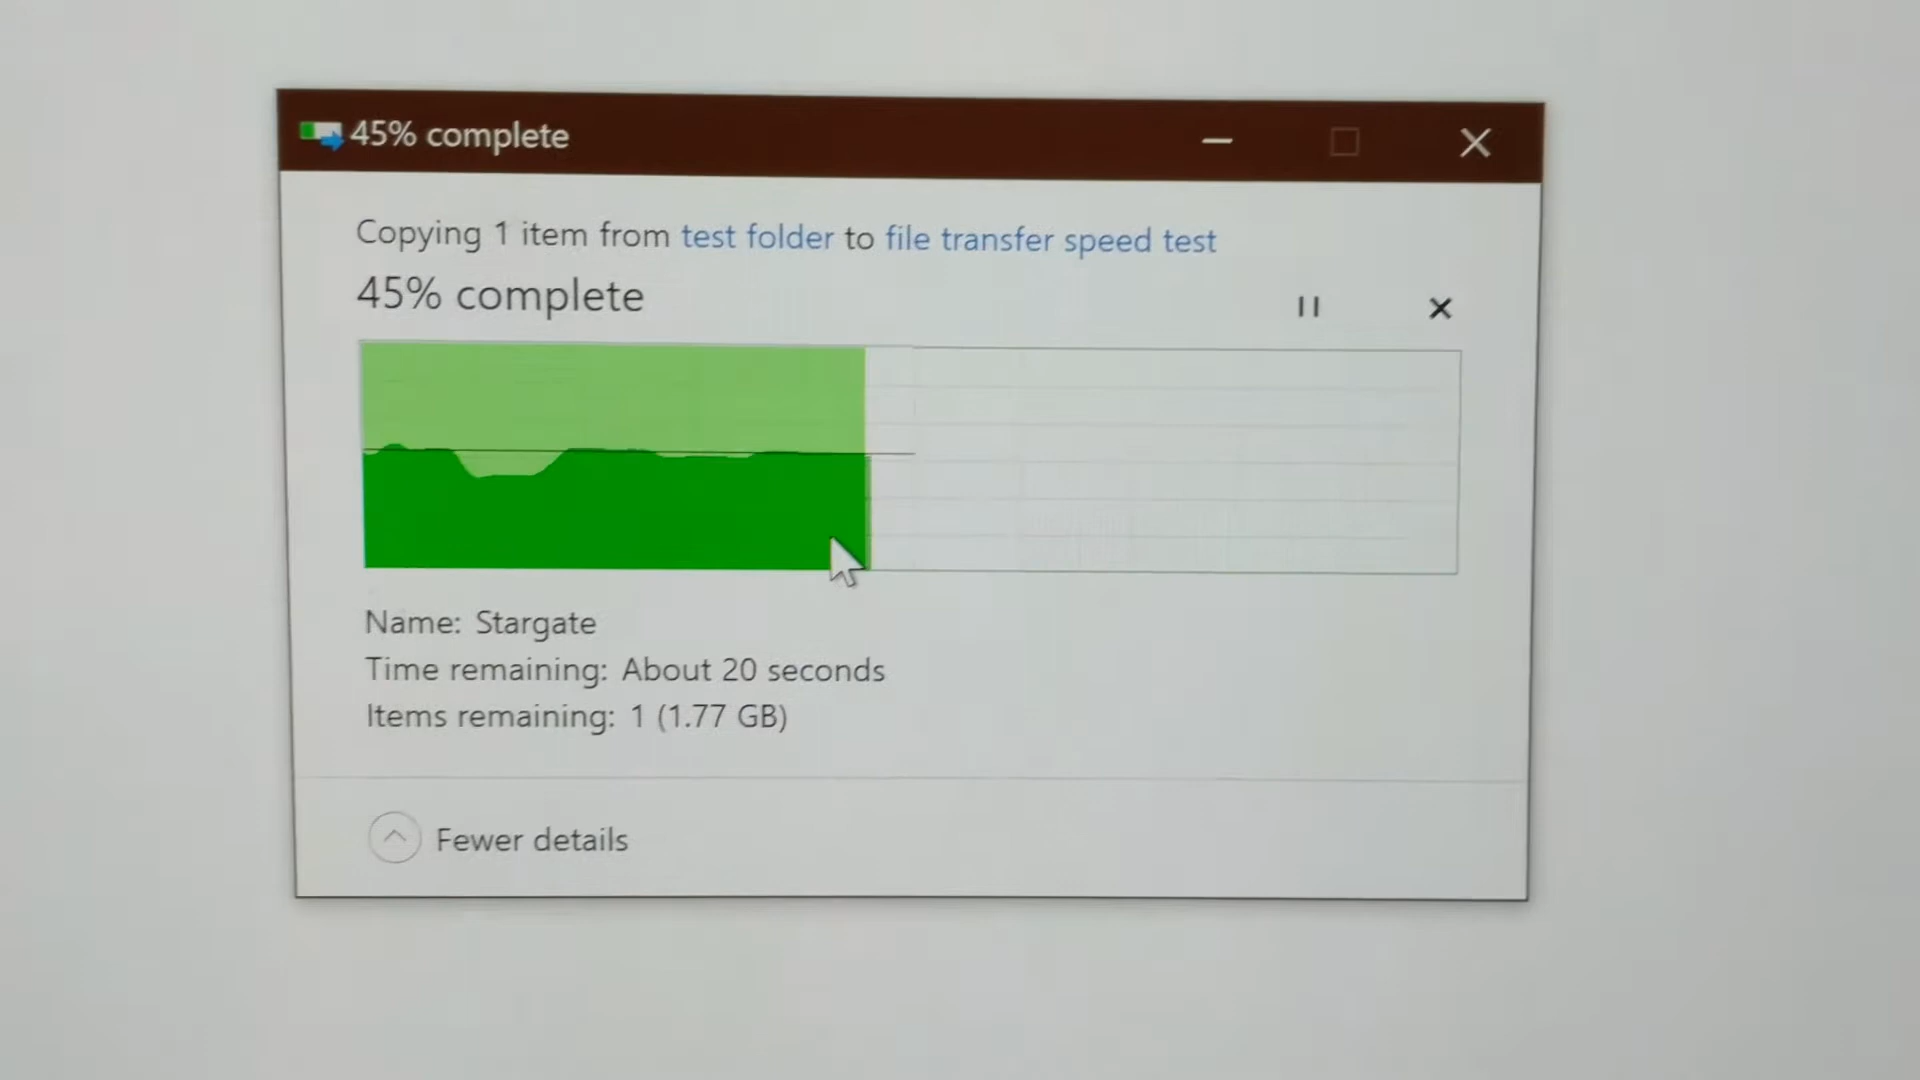 45% complete
Copying 1 item from test folder to file transfer speed test
45% complete
Name: Stargate
Time remaining: About 20 seconds
Items remaining: 1 (1.77 GB)
Fewer details